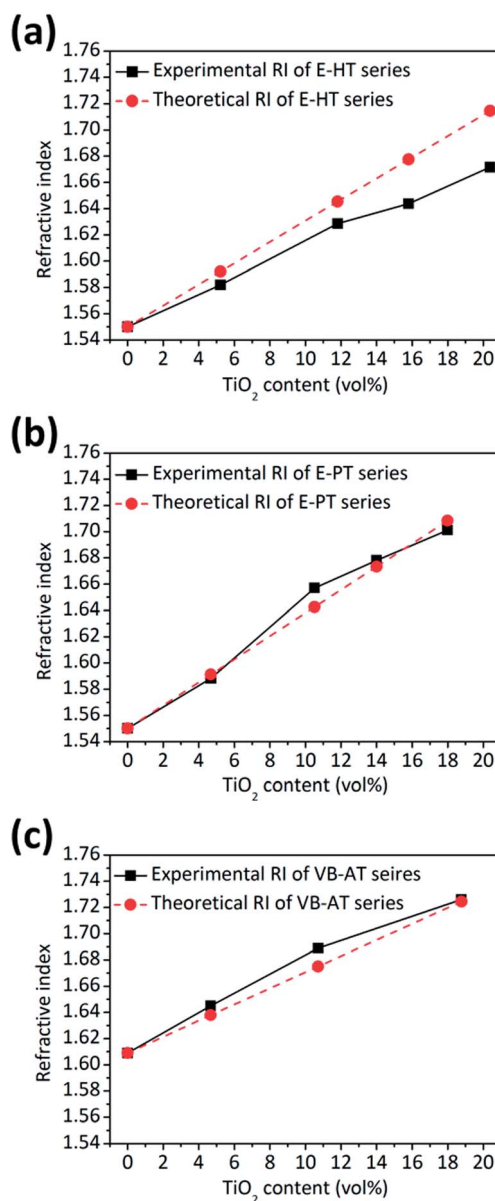 (a)
1.76
1.74
1.72
1.70
1.68
1.66
1.64
1.62
1.60
1.58
1.56
1.54
Refractive index
Experimental RI of E-HT series
Theoretical RI of E-HT series
0 2 4 6 8 10 12 14 16 18 20
TiO2 content (vol%)
(b)
1.76
1.74
1.72
1.70
1.68
1.66
1.64
1.62
1.60
1.58
1.56
1.54
Refractive index
Experimental RI of E-PT series
Theoretical RI of E-PT series
0 2 4 6 8 10 12 14 16 18 20
TiO2 content (vol%)
(c)
1.76
1.74
1.72
1.70
1.68
1.66
1.64
1.62
1.60
1.58
1.56
1.54
Refractive index
Experimental RI of VB-AT seires
Theoretical RI of VB-AT series
0 2 4 6 8 10 12 14 16 18 20
TiO2 content (vol%)